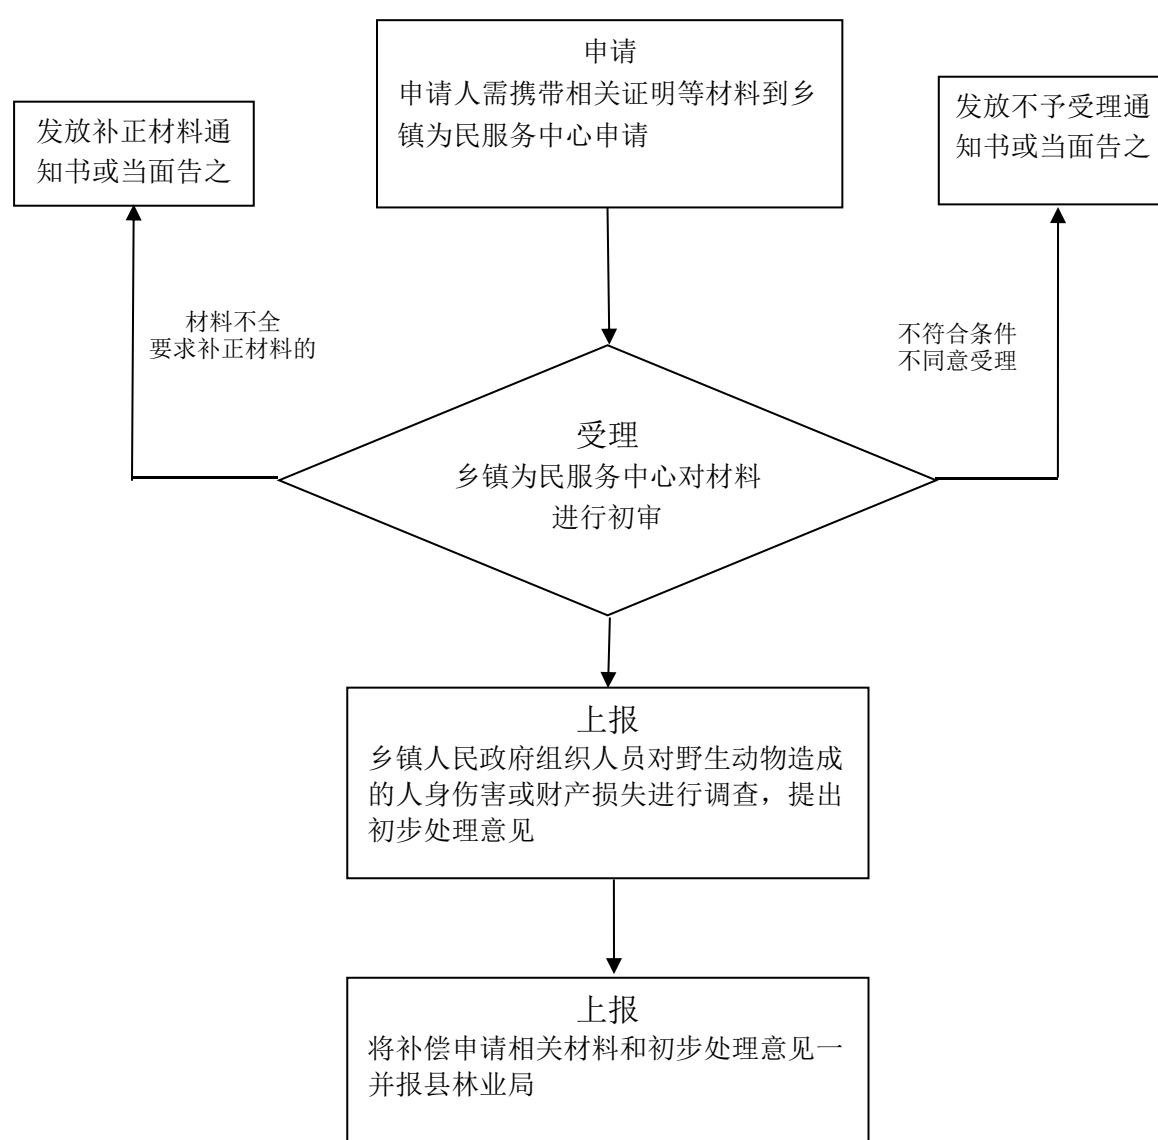 申请
申请人需携带相关证明等材料到乡
镇为民服务中心申请
发放补正材料通
知书或当面告之
发放不予受理通
知书或当面告之
材料不全
要求补正材料的
不符合条件
不同意受理
受理
乡镇为民服务中心对材料
进行初审
上报
乡镇人民政府组织人员对野生动物造成
的人身伤害或财产损失进行调查，提出
初步处理意见
上报
将补偿申请相关材料和初步处理意见一
并报县林业局